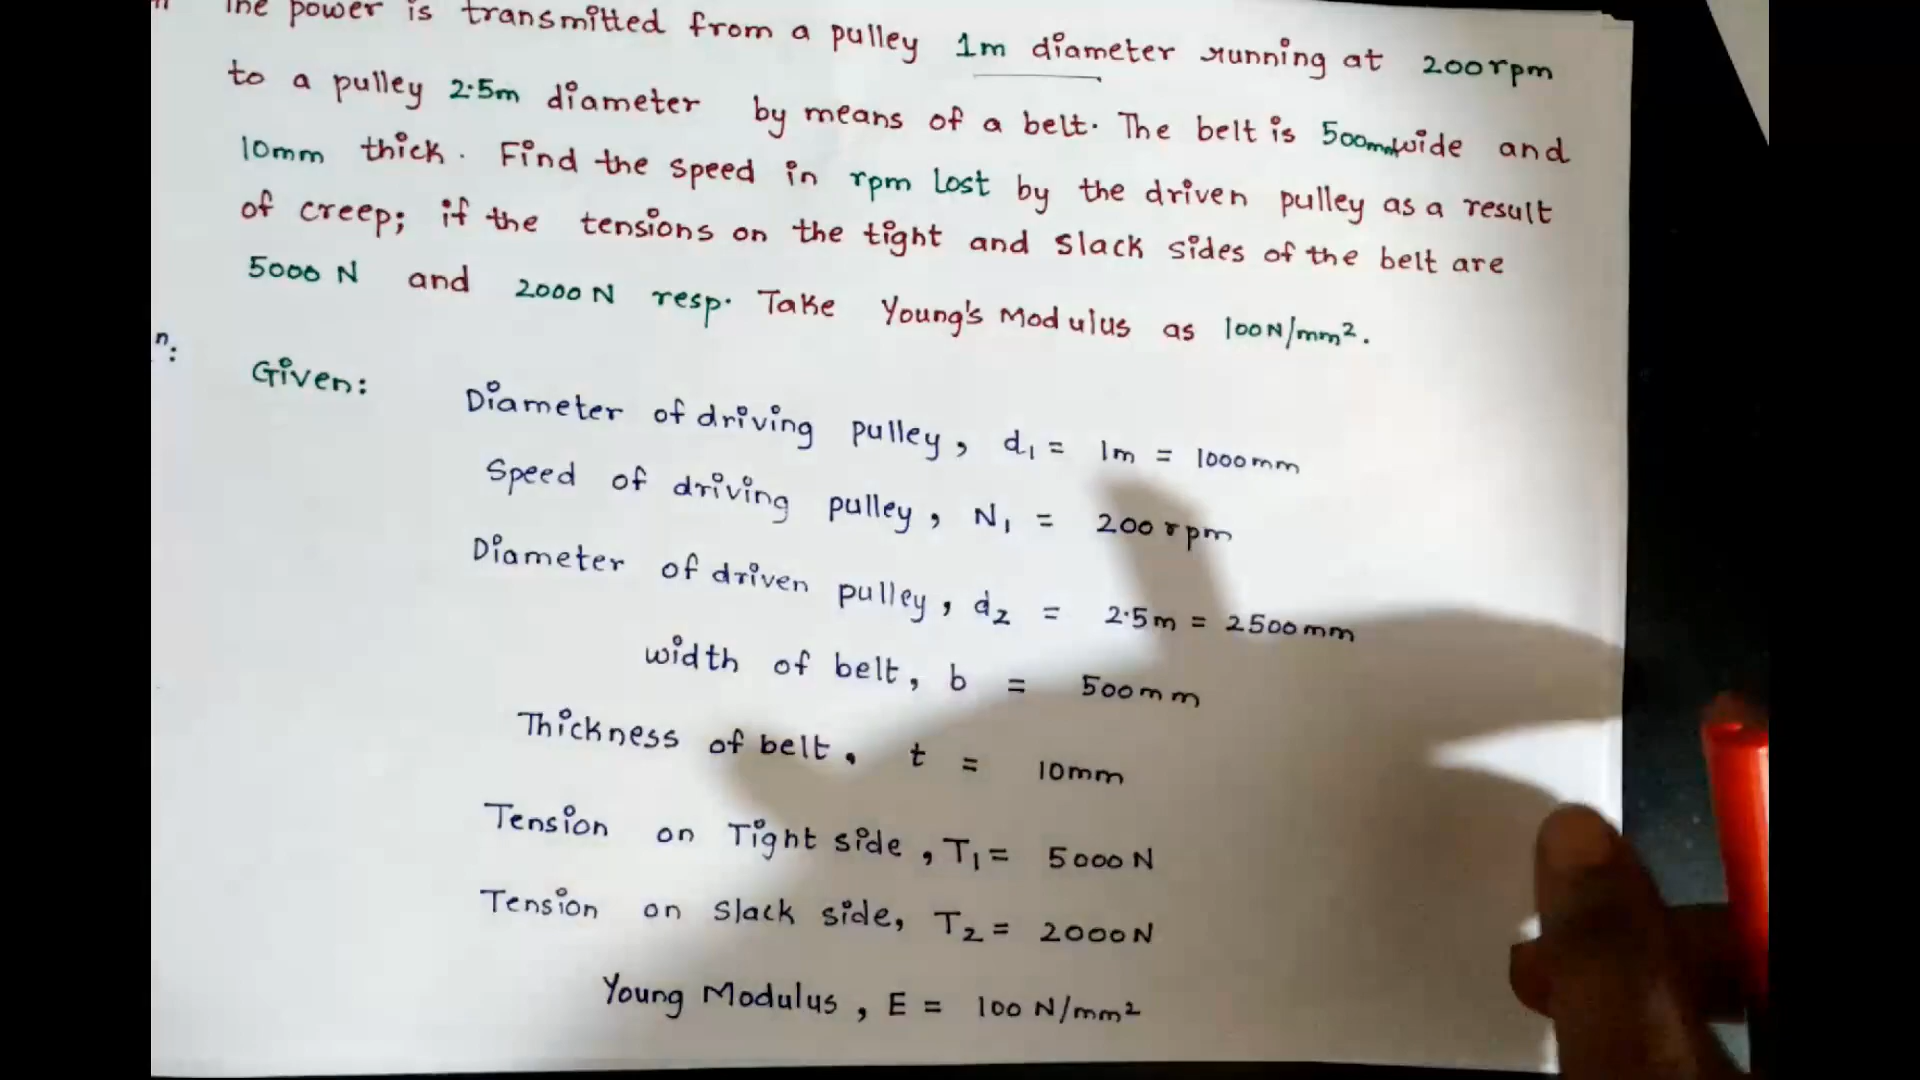 The power is transmitted from a pulley 1m diameter running at 200rpm
to a pulley 2.5m diameter by means of a belt. The belt is 500mm wide and
10mm thick. Find the speed in rpm lost by the driven pulley as a result
of creep; if the tensions on the tight and slack sides of the belt are
5000 N and 2000 N resp. Take Young's Modulus as 100N/mm².
n:
Given:
Diameter of driving pulley, d₁ = 1m = 1000mm
Speed of driving pulley, N₁ = 200 rpm
Diameter of driven pulley, d₂ = 2.5m = 2500mm
width of belt, b = 500mm
Thickness of belt, t = 10mm
Tension on Tight side, T₁ = 5000 N
Tension on Slack side, T₂ = 2000N
Young Modulus, E = 100 N/mm²